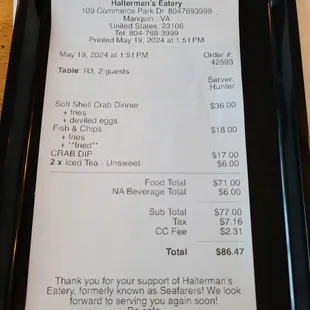 Halterman's Eatery
109 Commerce Park Dr 8047693999 ,
Manquin , VA
United States, 23106
Tel: 804-769-3999
Printed May 19, 2024 at 1:51PM
May 19, 2024 at 1:51 PM
Order #:
42593
Table: R3, 2 guests
Server:
Hunter
Soft Shell Crab Dinner $36.00
+ fries
+ deviled eggs
Fish & Chips $18.00
+ fries
+ **fried**
CRAB DIP $17.00
2 x Iced Tea - Unsweet $6.00
Food Total $71.00
NA Beverage Total $6.00
Sub Total $77.00
Tax $7.16
CC Fee $2.31
Total $86.47
Thank you for your support of Halterman's
Eatery, formerly known as Seafarers! We look
forward to serving you again soon!
Be safe